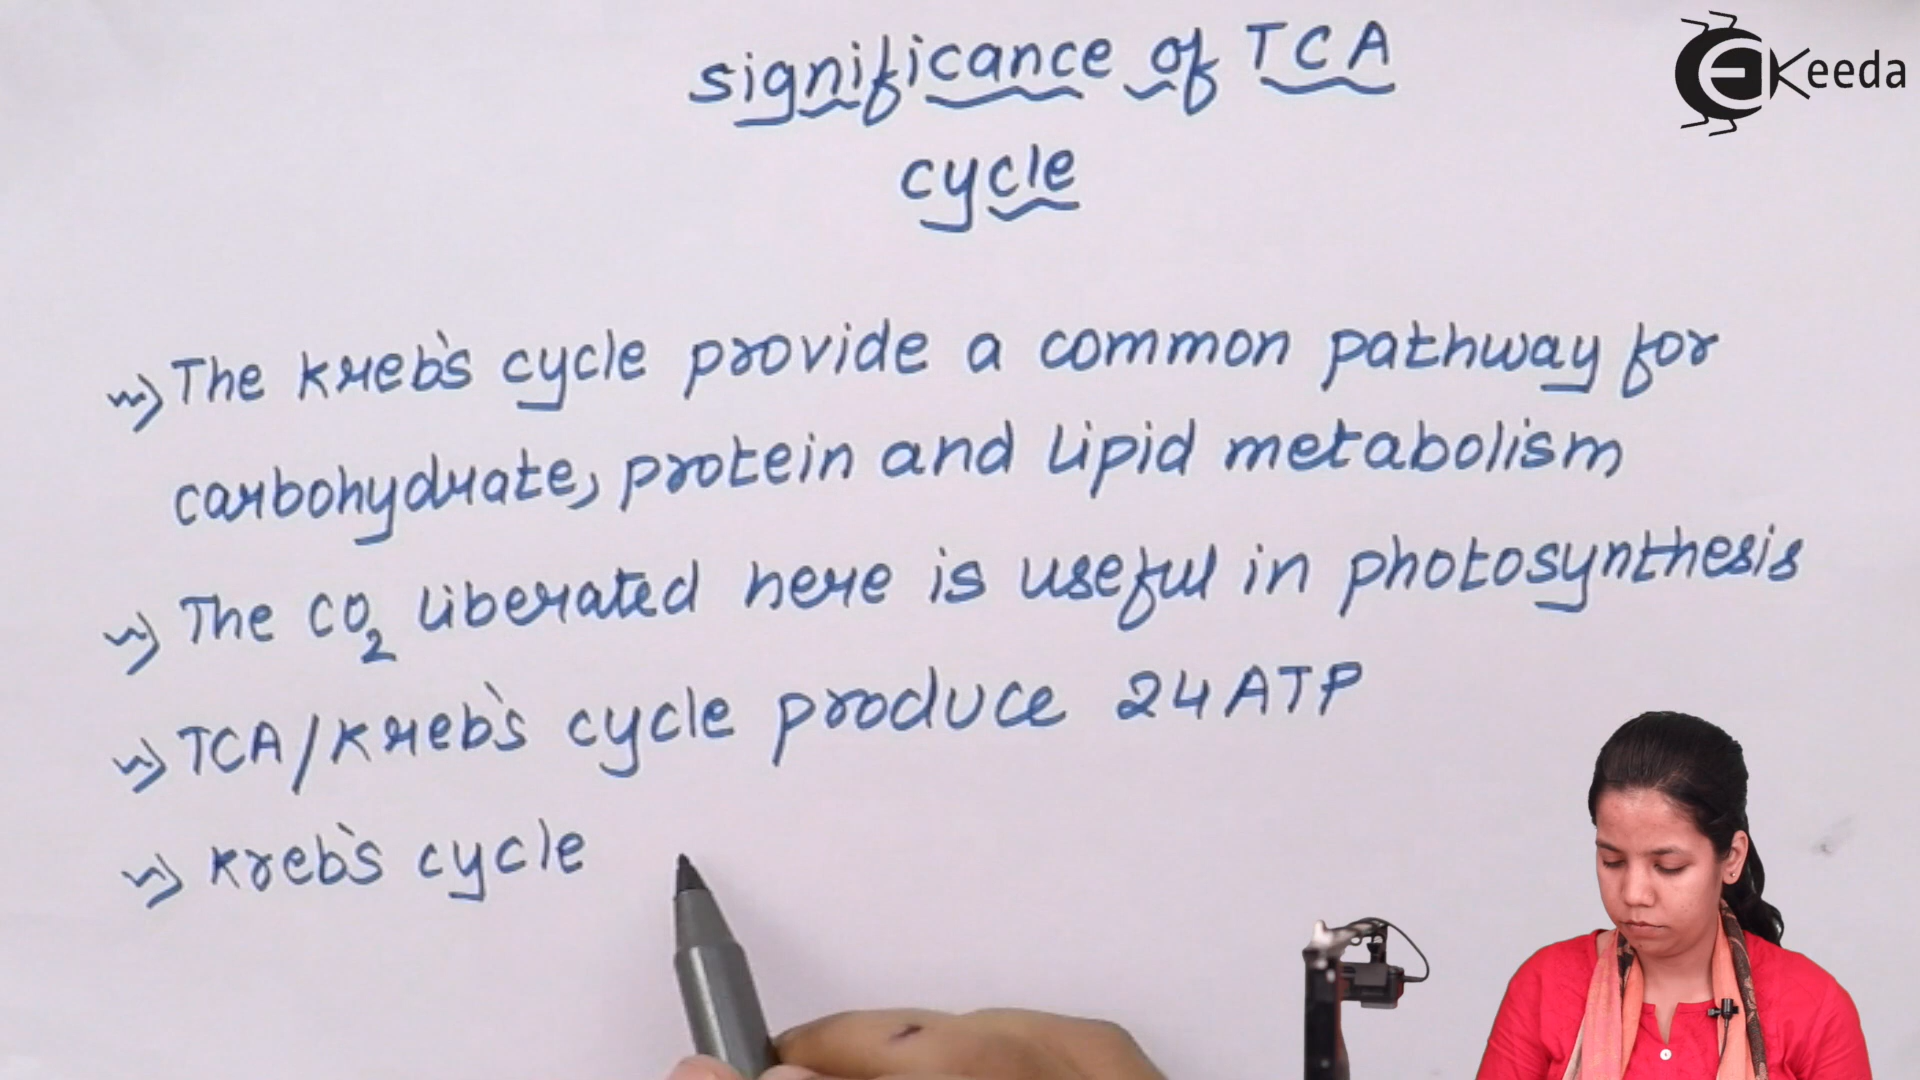 significance of TCA
cycle
Keeda
The kreb's cycle provide a common pathway for
carbohydrate, protein and lipid metabolism
The CO2 liberated here is useful in photosynthesis
TCA/Kreb's cycle produce 24 ATP
Kreb's cycle